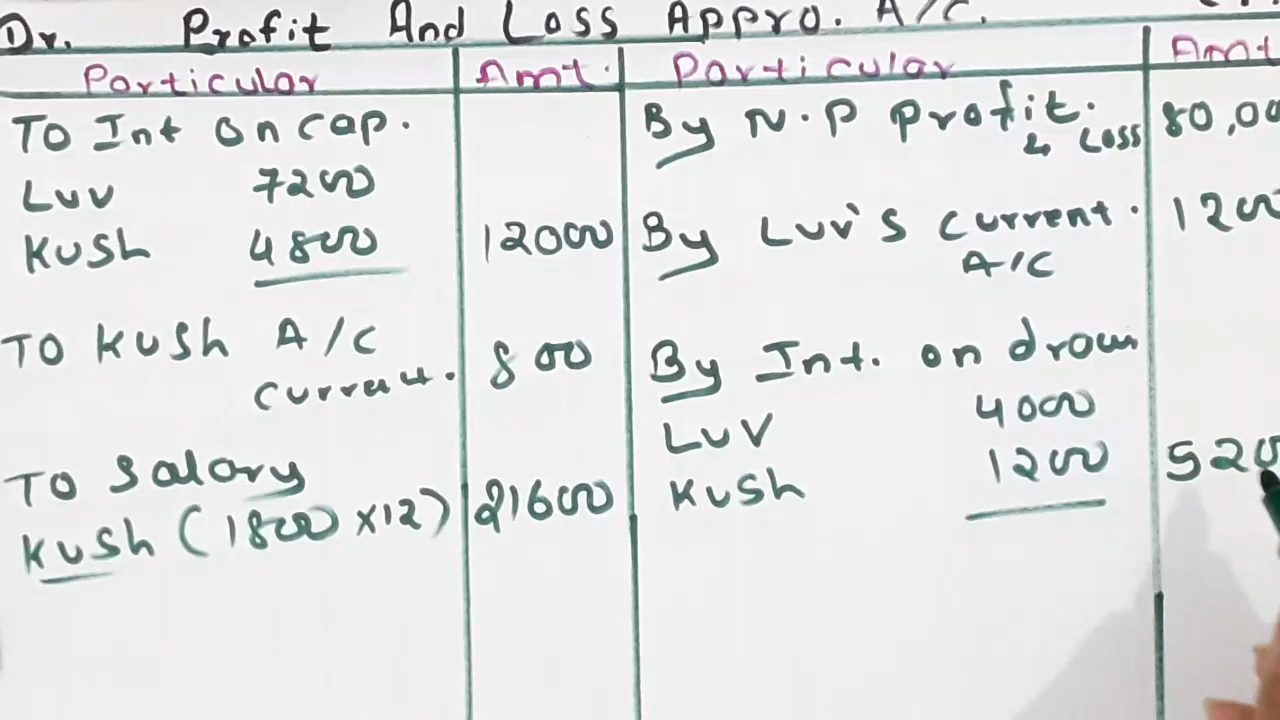 Dr. Profit And Loss Appro. A/C.
Particular Amt. Particular Amt
To Int on cap. By N.P Profit. 80,00
& Loss
Luv 7200
Kush 4800 12000 By Luv's current. 1200
A/C
To Kush A/C 800 By Int. on draw
current.
Luv 4000
To Salary Kush 1200 520
Kush (1800 x12) 21600